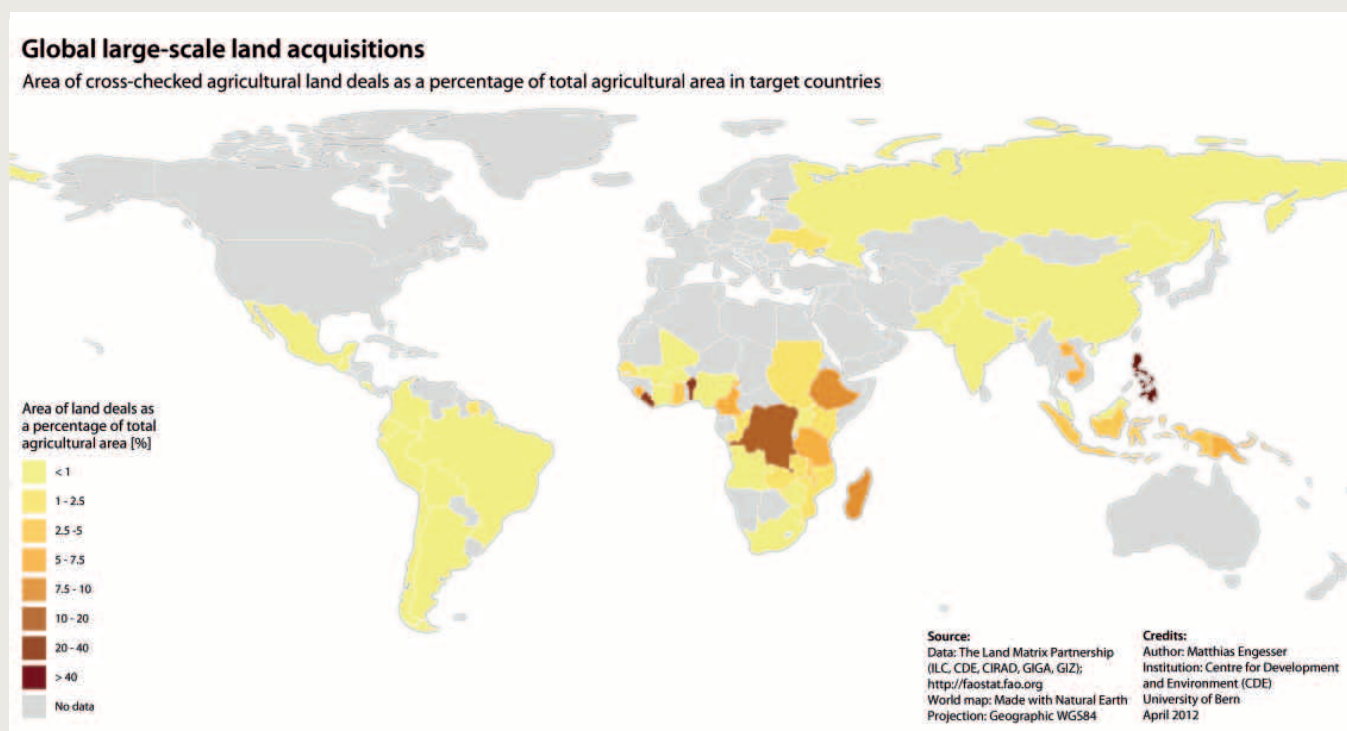 Global large-scale land acquisitions
Area of cross-checked agricultural land deals as a percentage of total agricultural area in target countries
Area of land deals as
a percentage of total
agricultural area [%]
< 1
1 - 2.5
2.5 -5
5 - 7.5
7.5 - 10
10 - 20
20 - 40
> 40
No data
Source:
Data: The Land Matrix Partnership
(ILC, CDE, CIRAD, GIGA, GIZ);
http://faostat.fao.org
World map: Made with Natural Earth
Projection: Geographic WGS84
Credits:
Author: Matthias Engesser
Institution: Centre for Development
and Environment (CDE)
University of Bern
April 2012